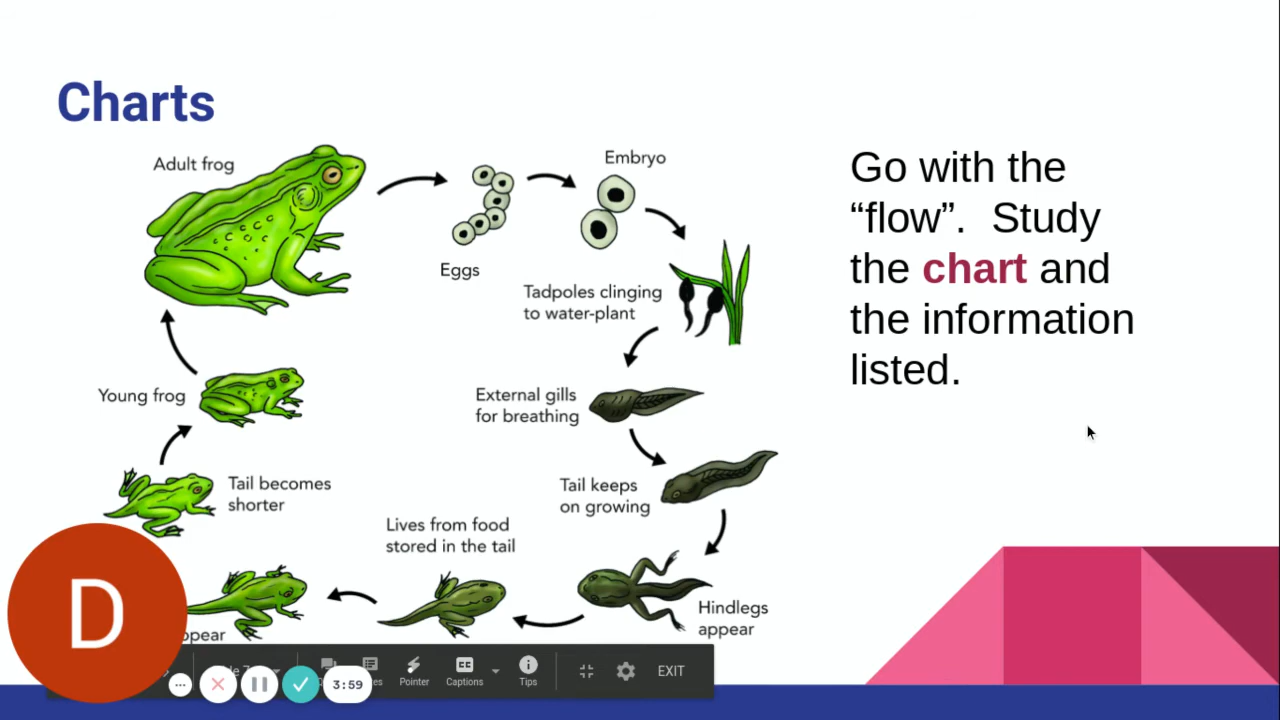 Charts
Adult frog
Embryo
Eggs
Tadpoles clinging
to water-plant
External gills
for breathing
Tail keeps
on growing
Hindlegs
appear
Lives from food
stored in the tail
Tail becomes
shorter
Young frog
Go with the
“flow”. Study
the chart and
the information
listed.
D
3:59
Pointer
Captions
Tips
EXIT